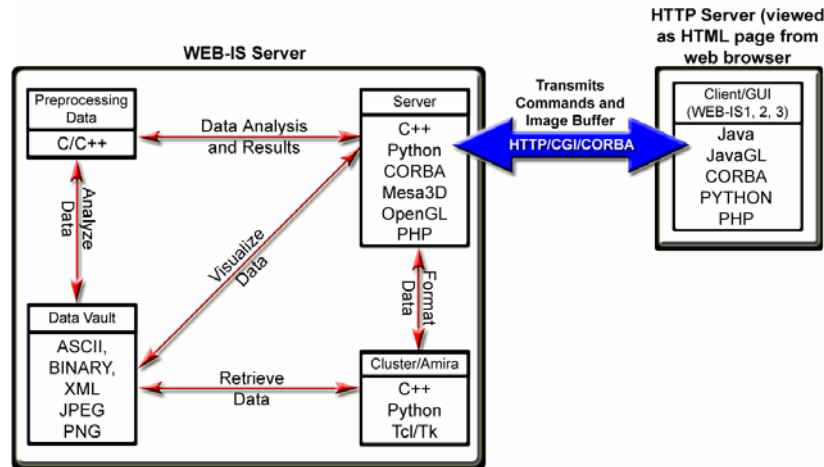 HTTP Server (viewed
as HTML page from
web browser
WEB-IS Server
Preprocessing
Data
C/C++
Data Analysis
and Results
Server
C++
Python
CORBA
Mesa3D
OpenGL
PHP
Transmits
Commands and
Image Buffer
HTTP/CGI/CORBA
Client/GUI
(WEB-IS1, 2, 3)
Java
JavaGL
CORBA
PYTHON
PHP
Analyze
Data
Visualize
Data
Format
Data
Data Vault
ASCII,
BINARY,
XML
JPEG
PNG
Retrieve
Data
Cluster/Amira
C++
Python
Tcl/Tk